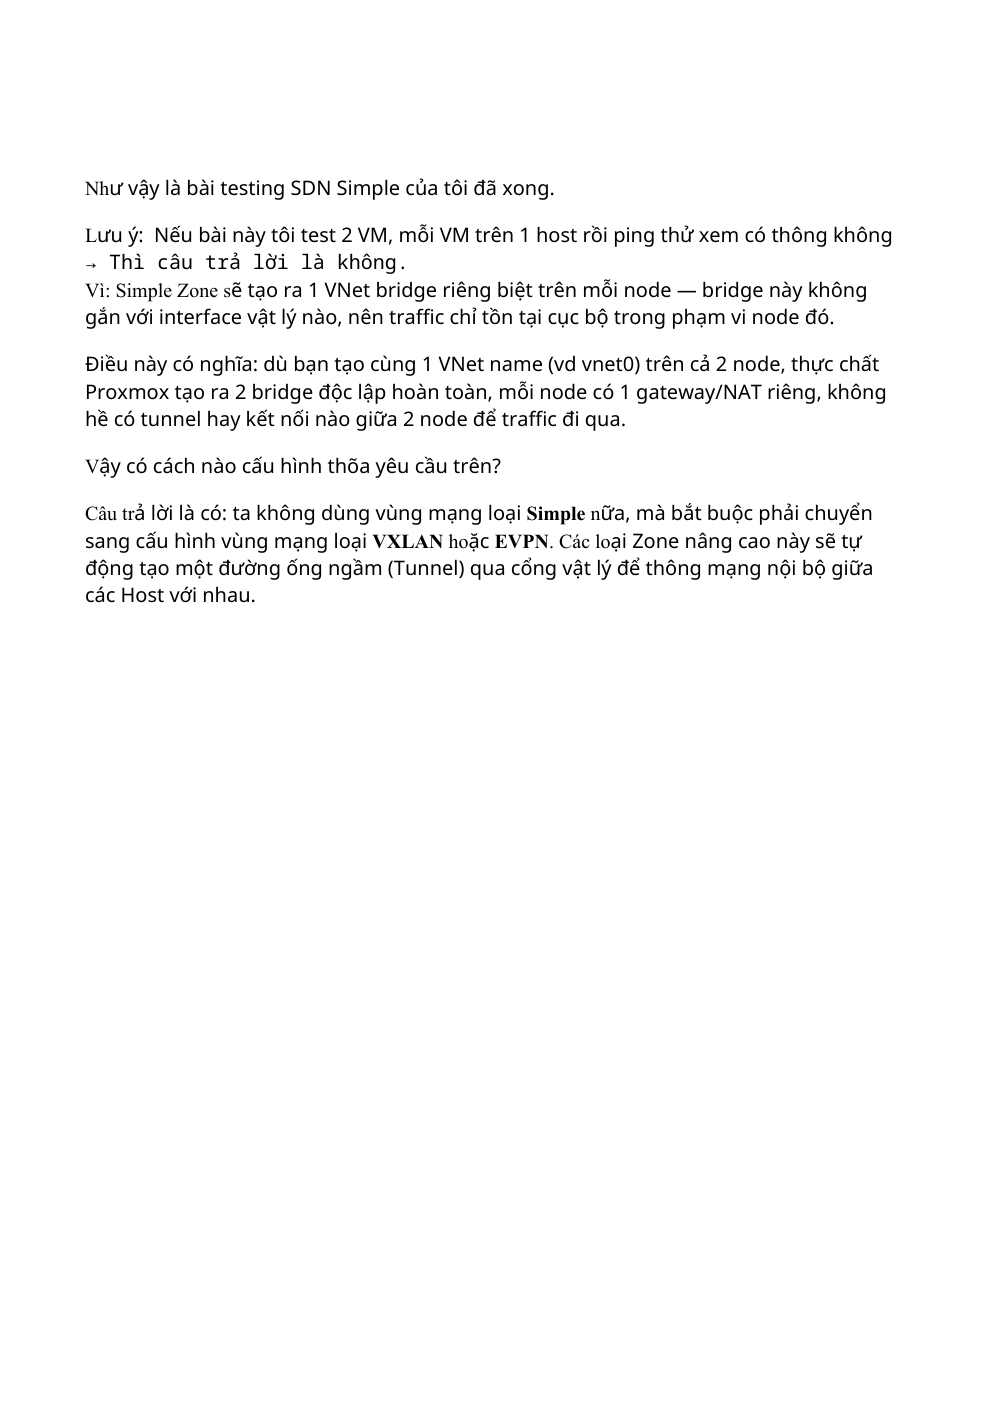 Như vậy là bài testing SDN Simple của tôi đã xong.
Lưu ý:  Nếu bài này tôi test 2 VM, mỗi VM trên 1 host rồi ping thử xem có thông không
→ Thì câu trả lời là không.
Vì: Simple Zone sẽ tạo ra 1 VNet bridge riêng biệt trên mỗi node — bridge này không
gắn với interface vật lý nào, nên traffic chỉ tồn tại cục bộ trong phạm vi node đó.
Điều này có nghĩa: dù bạn tạo cùng 1 VNet name (vd vnet0) trên cả 2 node, thực chất
Proxmox tạo ra 2 bridge độc lập hoàn toàn, mỗi node có 1 gateway/NAT riêng, không
hề có tunnel hay kết nối nào giữa 2 node để traffic đi qua.
Vậy có cách nào cấu hình thõa yêu cầu trên?
Câu trả lời là có: ta không dùng vùng mạng loại Simple nữa, mà bắt buộc phải chuyển
sang cấu hình vùng mạng loại VXLAN hoặc EVPN. Các loại Zone nâng cao này sẽ tự
động tạo một đường ống ngầm (Tunnel) qua cổng vật lý để thông mạng nội bộ giữa
các Host với nhau.